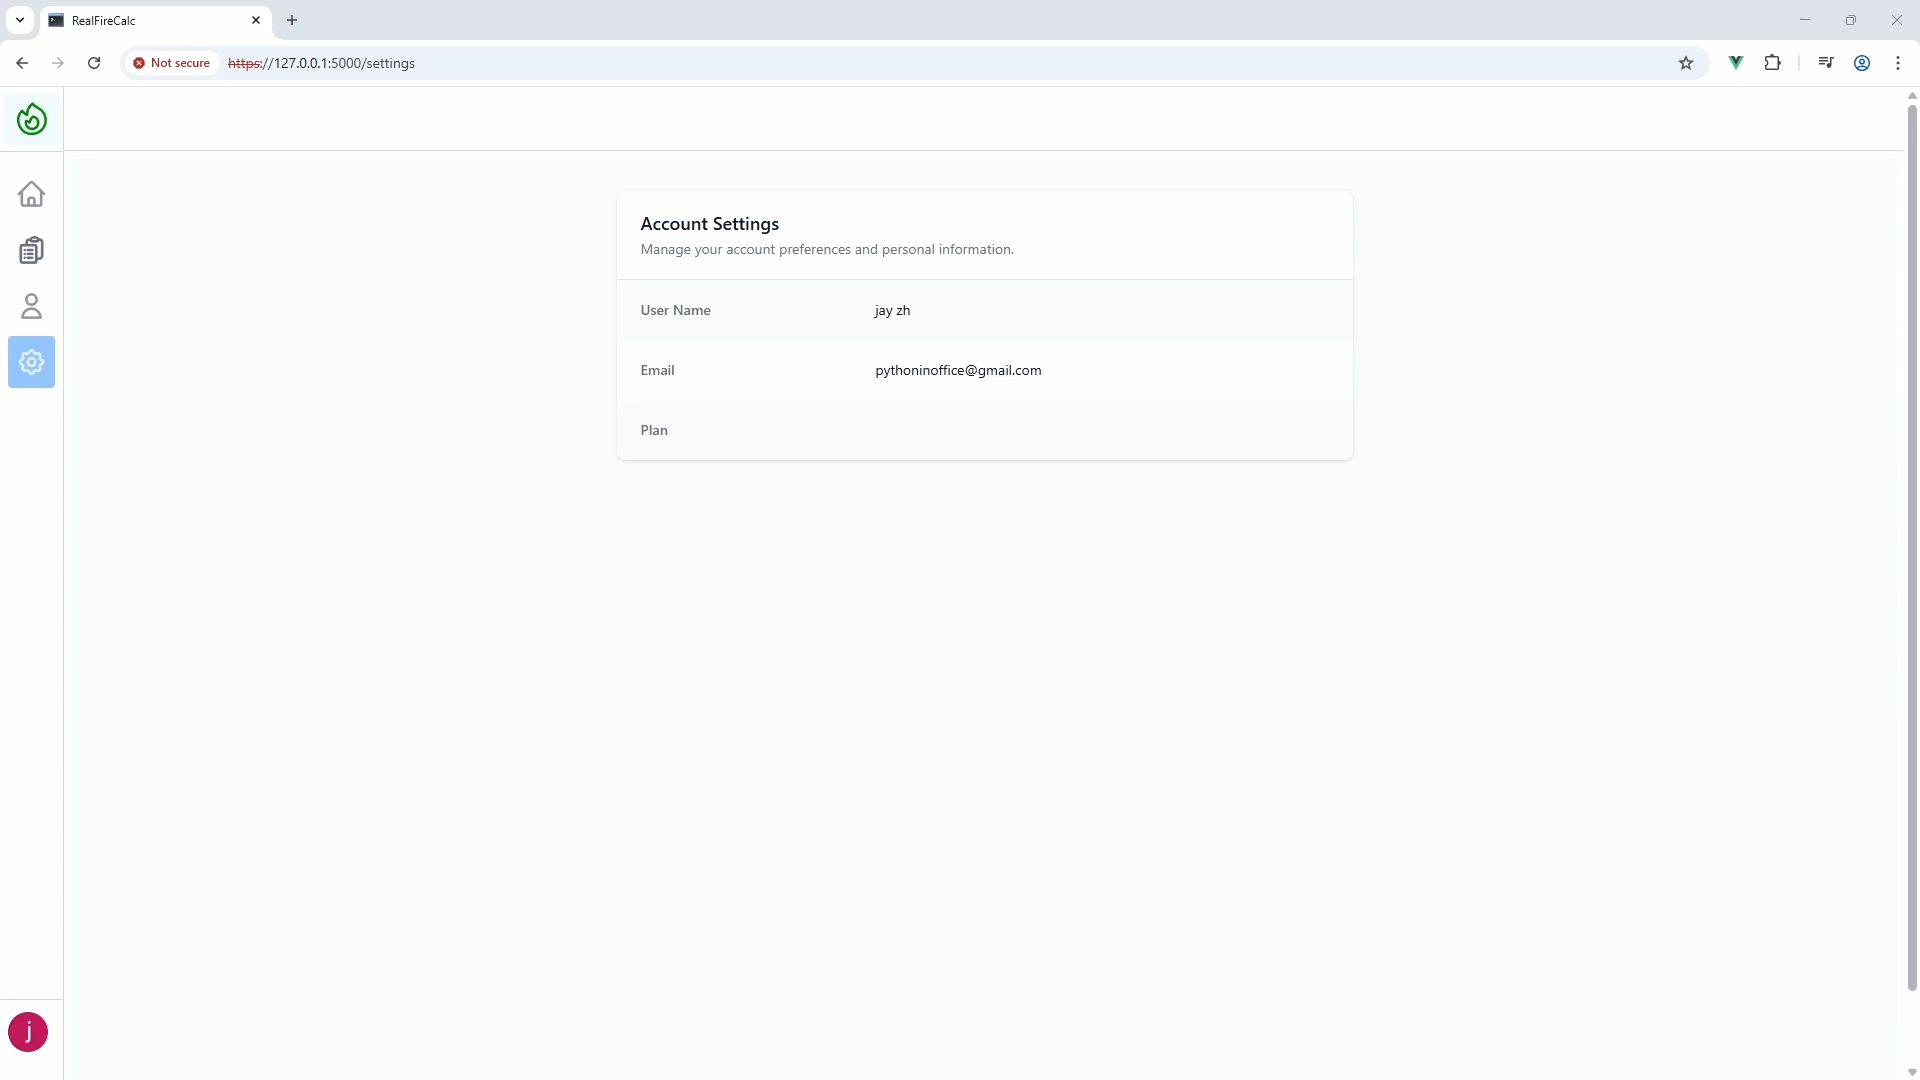 RealFireCalc
Not secure
https://127.0.0.1:5000/settings
Account Settings
Manage your account preferences and personal information.
User Name
jay zh
Email
pythoninoffice@gmail.com
Plan
j